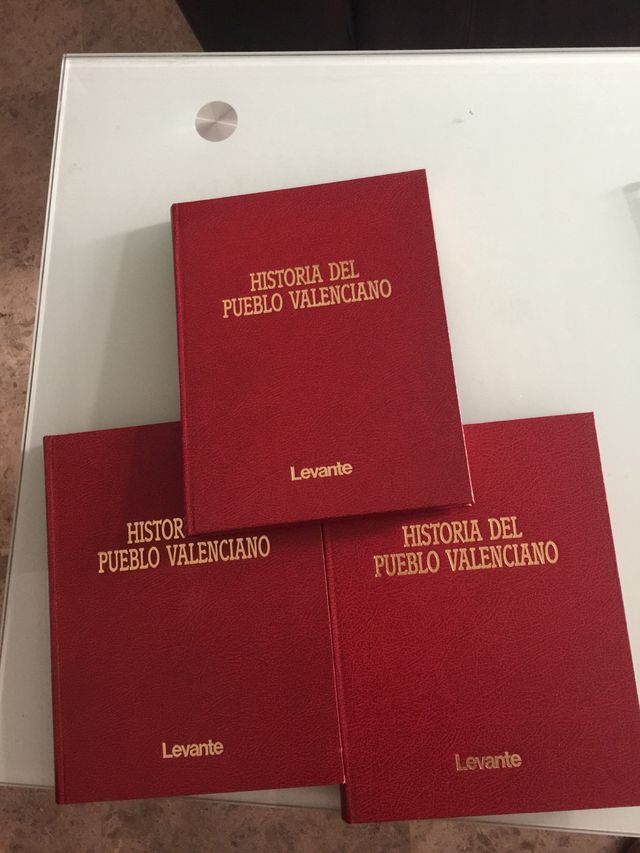 HISTORIA DEL
PUEBLO VALENCIANO
Levante
HISTOR
PUEBLO VALENCIANO
Levante
HISTORIA DEL
PUEBLO VALENCIANO
Levante